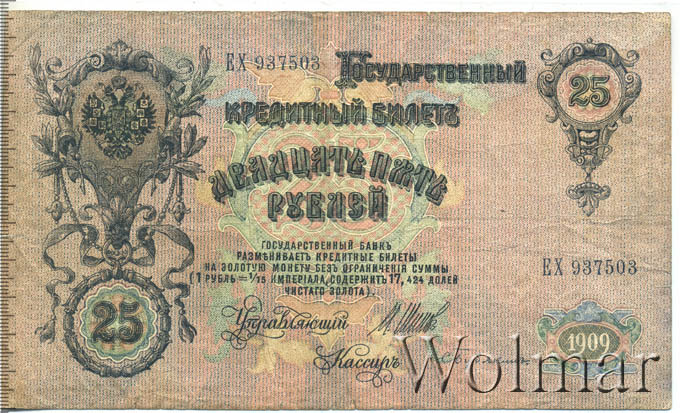 ЕХ 937503
Государственный
25
кредитный билетъ
Двадцать пять
рублей
ГОСУДАРСТВЕННЫЙ БАНКЪ
РАЗМѢНИВАЕТЪ КРЕДИТНЫЕ БИЛЕТЫ
НА ЗОЛОТУЮ МОНЕТУ БЕЗЪ ОГРАНИЧЕНІЯ СУММЫ
(1 РУБЛЬ = 1/15 ИМПЕРІАЛА, СОДЕРЖИТЪ 17,424 ДОЛЕЙ
ЧИСТАГО ЗОЛОТА).
ЕХ 937503
25
Управляющій
Кассиръ
1909
Wolmar